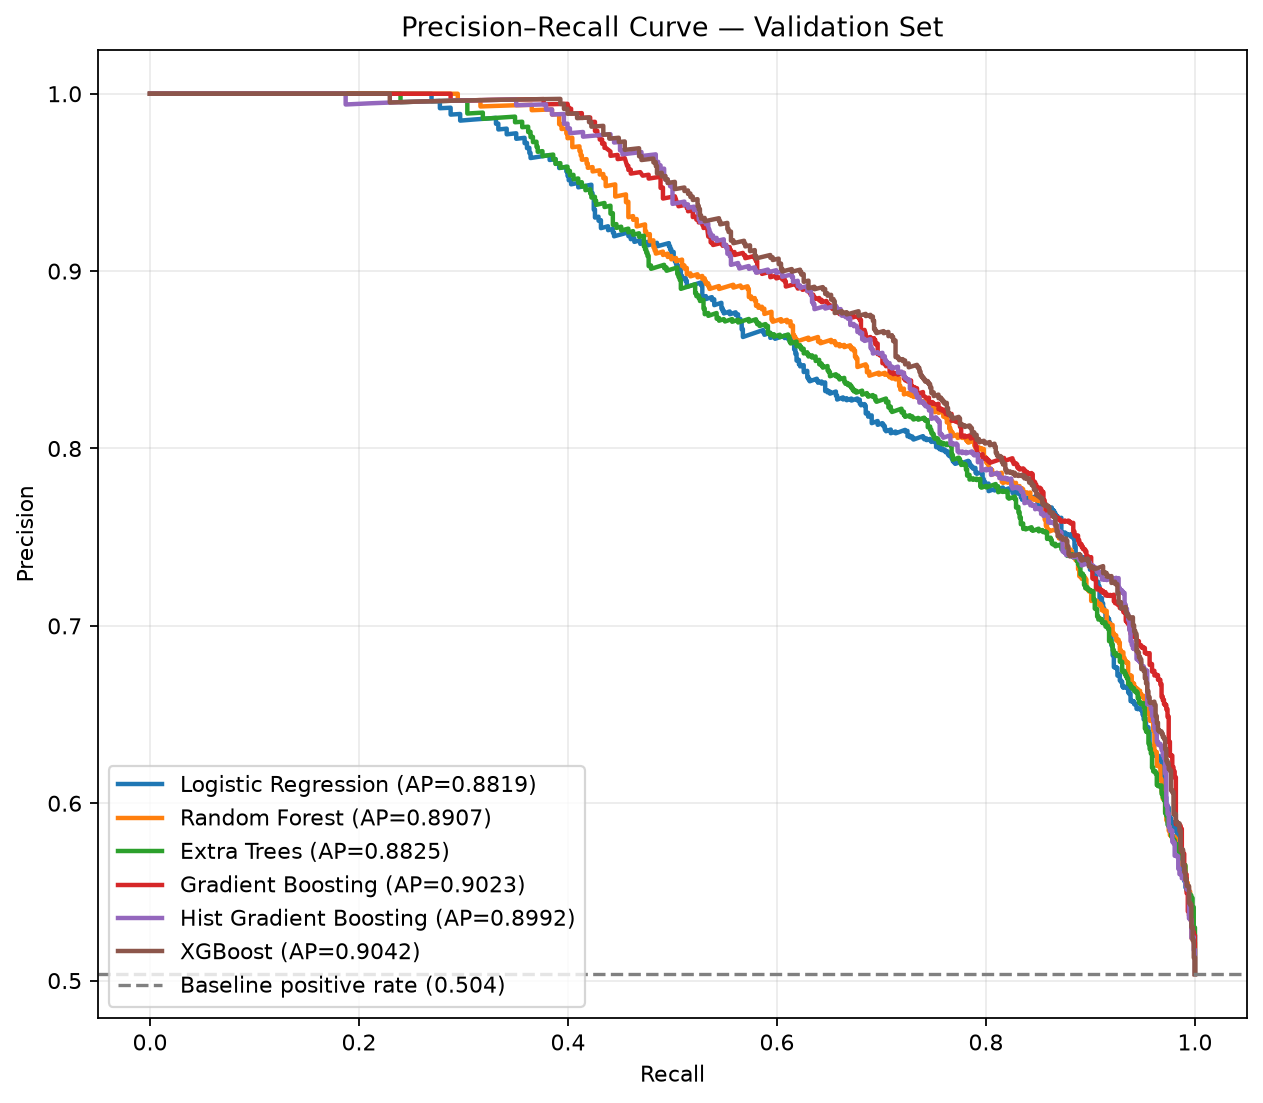 Precision–Recall Curve — Validation Set
1.0
0.9
0.8
0.7
0.6
0.5
Precision
Logistic Regression (AP=0.8819)
Random Forest (AP=0.8907)
Extra Trees (AP=0.8825)
Gradient Boosting (AP=0.9023)
Hist Gradient Boosting (AP=0.8992)
XGBoost (AP=0.9042)
Baseline positive rate (0.504)
0.0 0.2 0.4 0.6 0.8 1.0
Recall